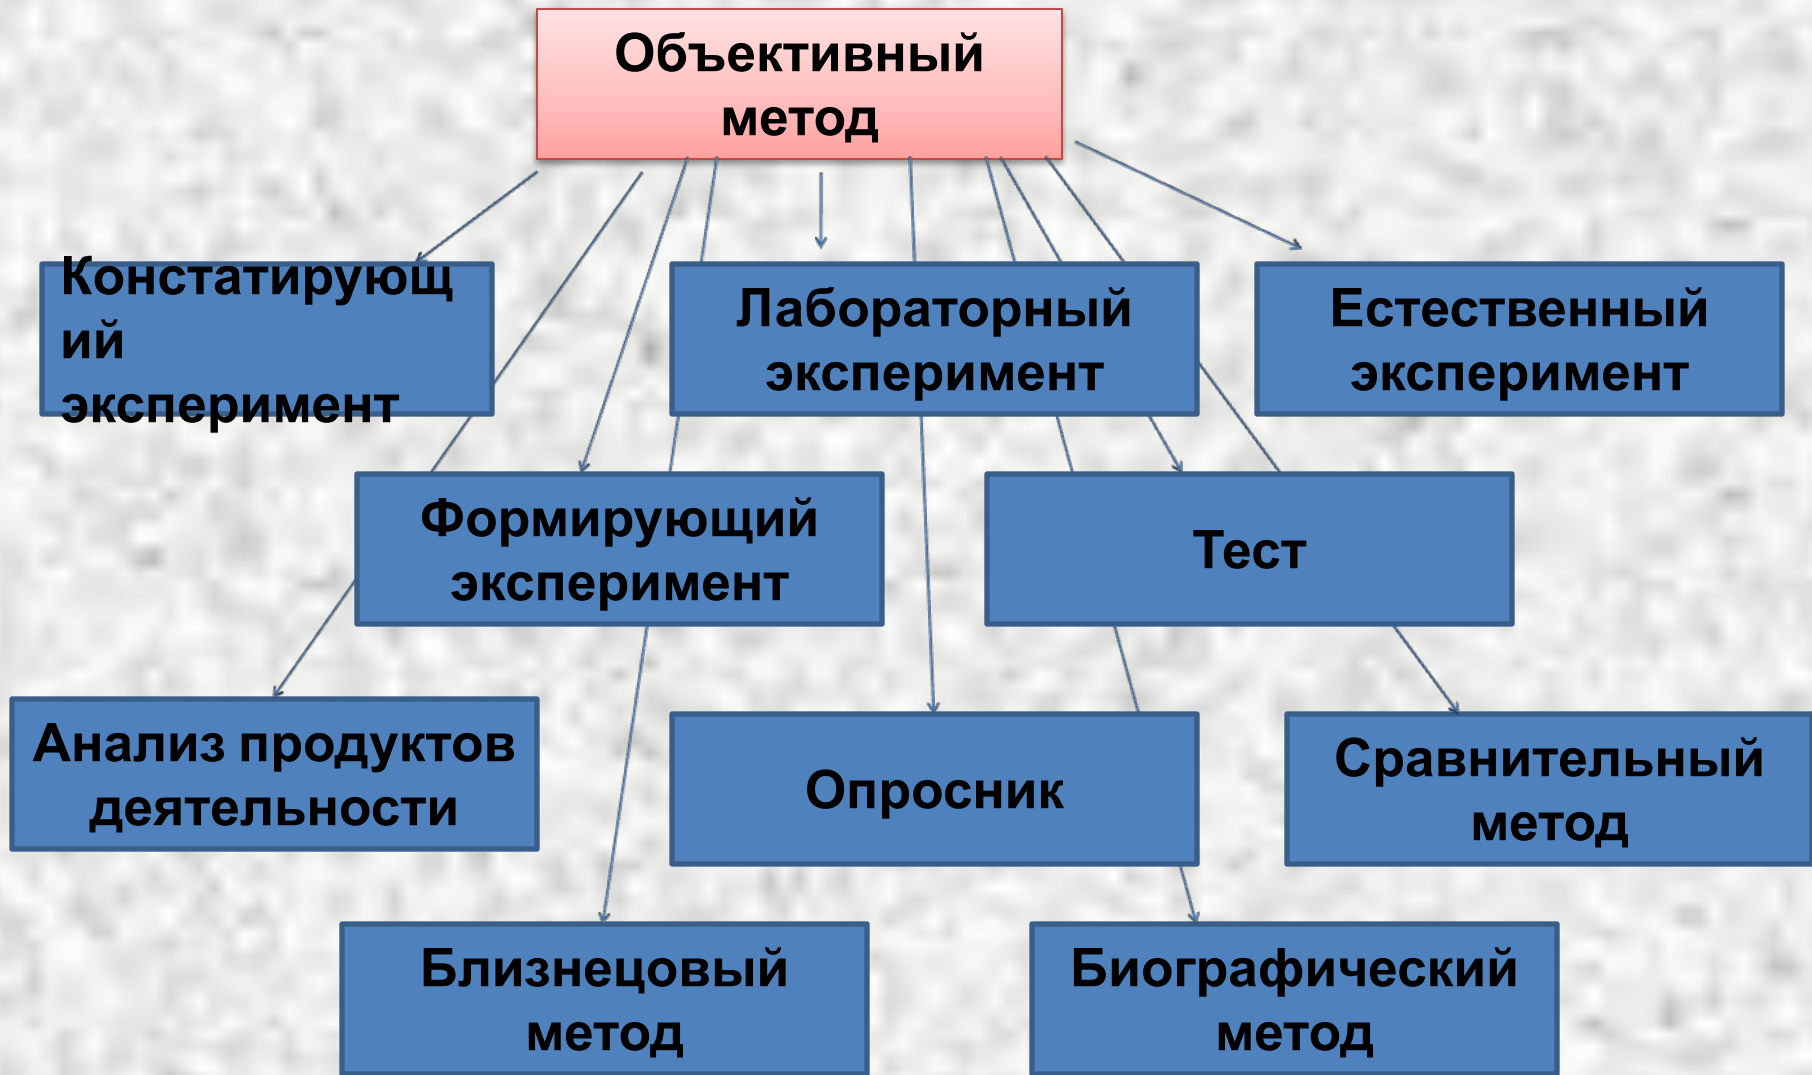 Объективный
метод
Констатирующ
ий
эксперимент
Лабораторный
эксперимент
Естественный
эксперимент
Формирующий
эксперимент
Тест
Анализ продуктов
деятельности
Опросник
Сравнительный
метод
Близнецовый
метод
Биографический
метод